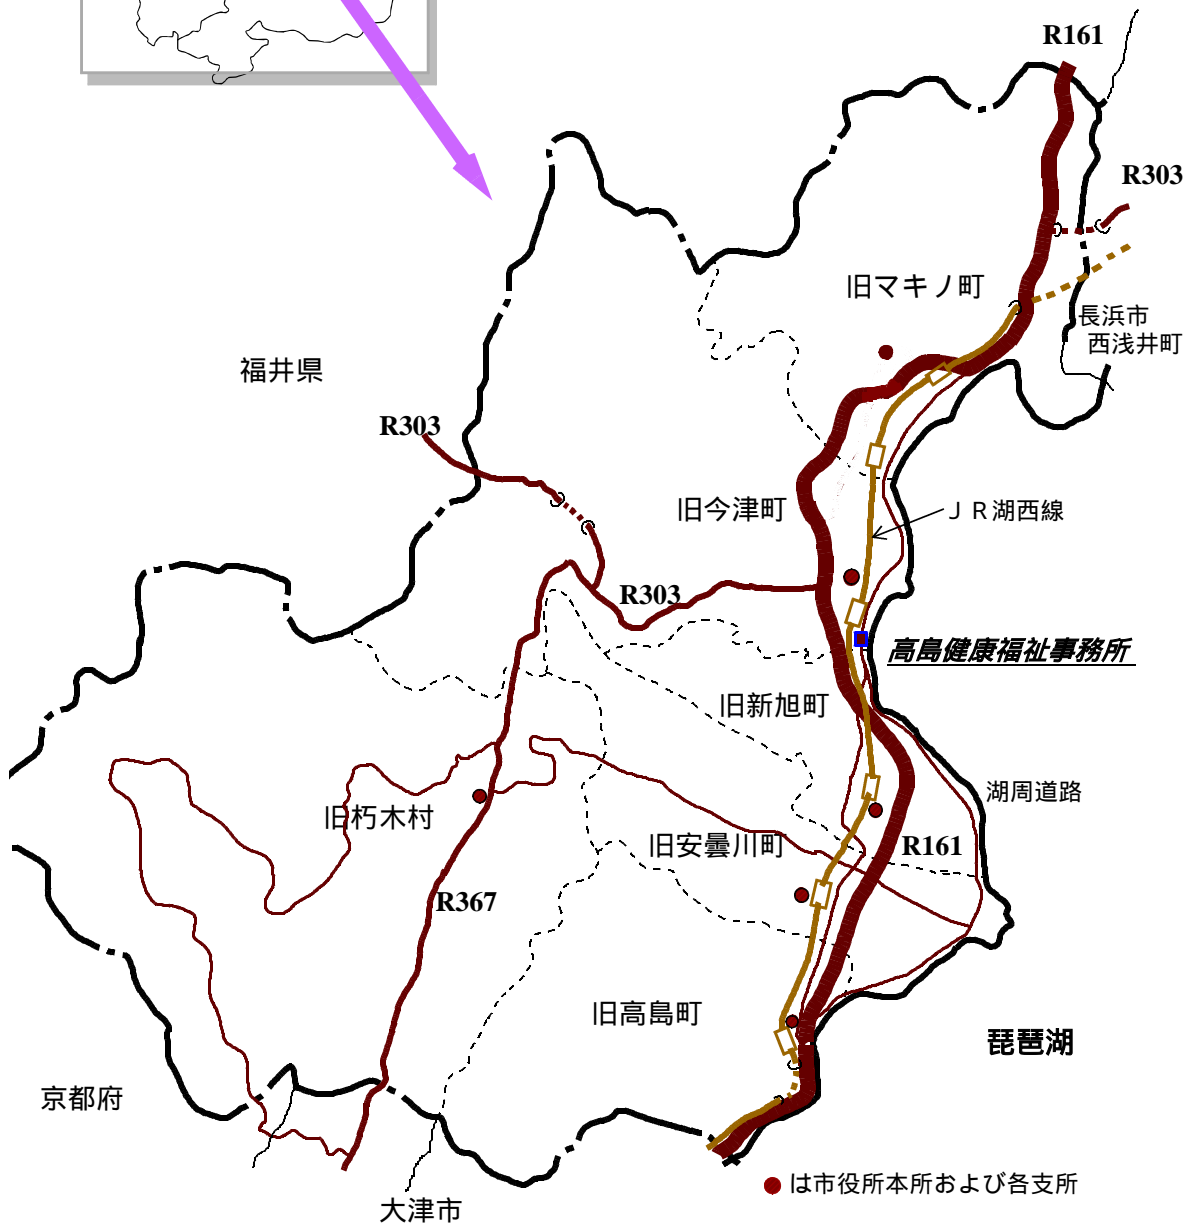 R161
R303
旧マキノ町
長浜市
西浅井町
福井県
R303
旧今津町
ＪＲ湖西線
R303
高島健康福祉事務所
旧新旭町
湖周道路
旧朽木村
旧安曇川町
R161
R367
旧高島町
琵琶湖
京都府
は市役所本所および各支所
大津市